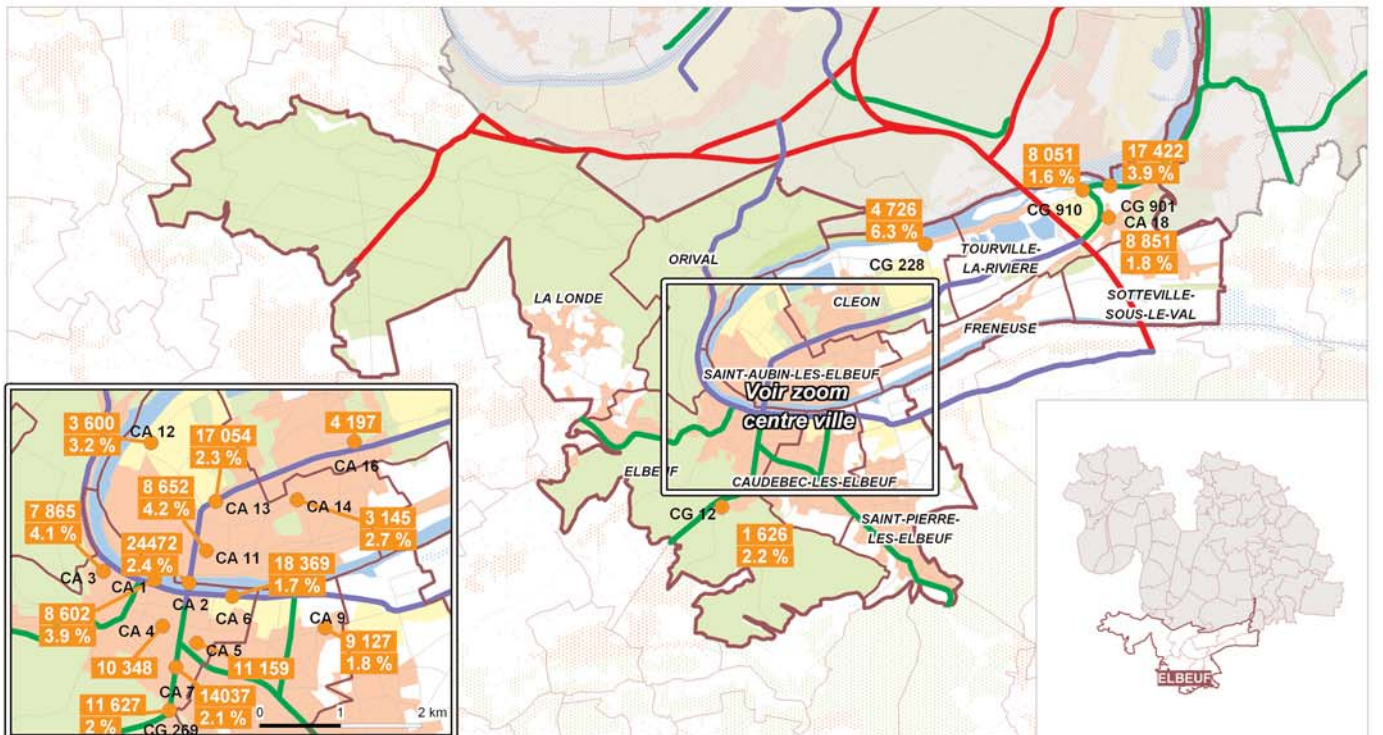 8 051
1.6 %
17 422
3.9 %
CG 910
CG 901
CA 18
8 851
1.8 %
4 726
6.3 %
CG 228
ORIVAL
TOURVILLE-
LA-RIVIÈRE
LA LONDE
CLEON
SOTTEVILLE-
SOUS-LE-VAL
FRENEUSE
SAINT-AUBIN-LES-ELBEUF
Voir zoom
centre ville
ELBEUF
CAUDEBEC-LES-ELBEUF
CG 12
1 626
2.2 %
SAINT-PIERRE-
LES-ELBEUF
3 600
3.2 %
CA 12
17 054
2.3 %
4 197
CA 16
8 652
4.2 %
CA 13
CA 14
3 145
2.7 %
7 865
4.1 %
CA 11
24472
2.4 %
18 369
1.7 %
CA 3
CA 1
CA 2
CA 6
8 602
3.9 %
CA 4
CA 9
9 127
1.8 %
CA 5
10 348
11 159
CA 7
14037
2.1 %
11 627
2 %
CG 269
0 1 2 km
ELBEUF